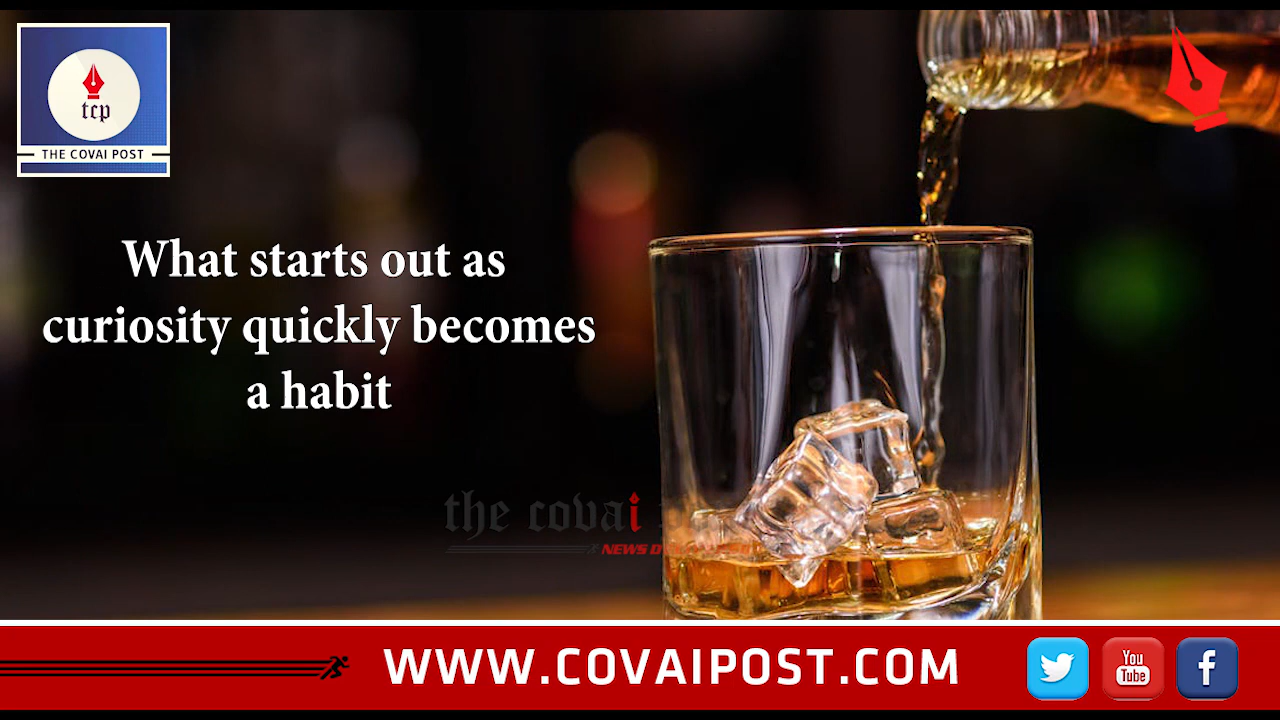 tcp
THE COVAI POST
What starts out as
curiosity quickly becomes
a habit
the covai
NEWS
WWW.COVAIPOST.COM
You
Tube
f